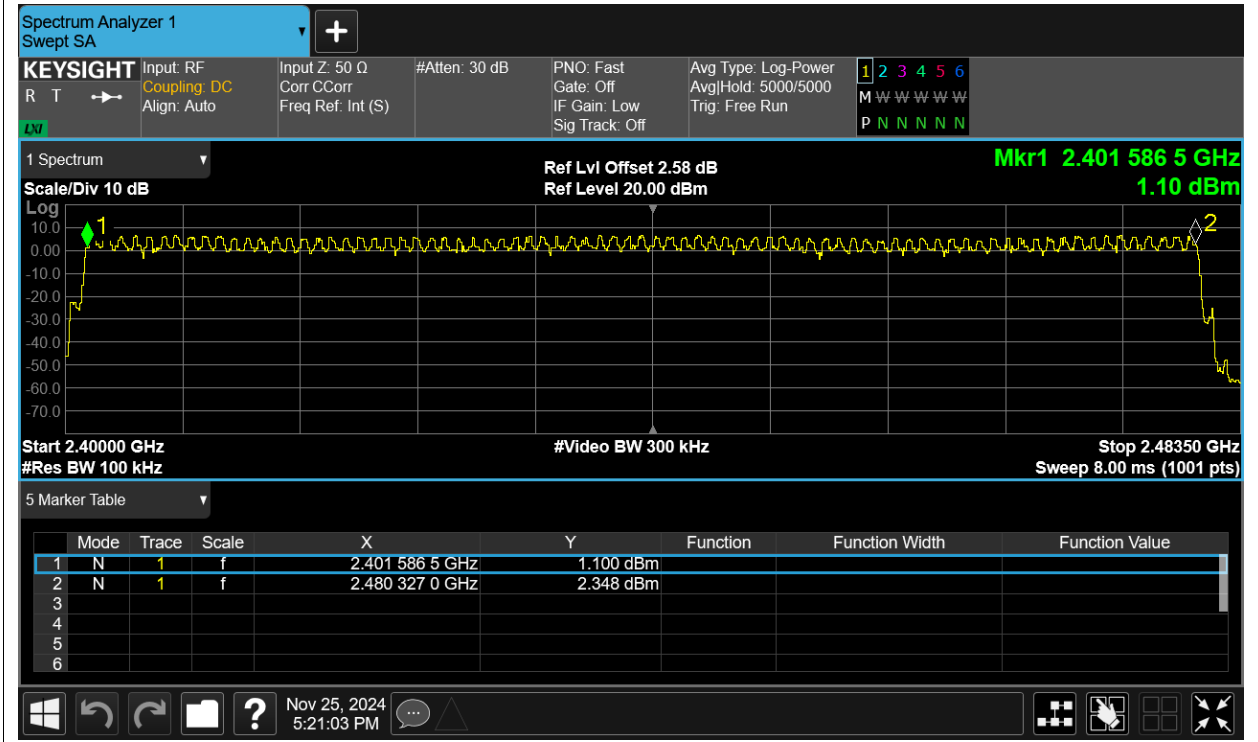 Spectrum Analyzer 1
Swept SA
KEYSIGHT Input: RF Input Z: 50 Ω #Atten: 30 dB PNO: Fast Avg Type: Log-Power 1 2 3 4 5 6
R T Coupling: DC Corr CCorr Gate: Off Avg|Hold: 5000/5000 M W W W W W
Align: Auto Freq Ref: Int (S) IF Gain: Low Trig: Free Run
LXI Sig Track: Off P N N N N N
1 Spectrum Ref Lvl Offset 2.58 dB Mkr1 2.401 586 5 GHz
Scale/Div 10 dB Ref Level 20.00 dBm 1.10 dBm
Log
1 2
10.0
0.00
-10.0
-20.0
-30.0
-40.0
-50.0
-60.0
-70.0
Start 2.40000 GHz #Video BW 300 kHz Stop 2.48350 GHz
#Res BW 100 kHz Sweep 8.00 ms (1001 pts)
5 Marker Table
Mode Trace Scale X Y Function Function Width Function Value
1 N 1 f 2.401 586 5 GHz 1.100 dBm
2 N 1 f 2.480 327 0 GHz 2.348 dBm
3
4
5
6
? Nov 25, 2024
5:21:03 PM